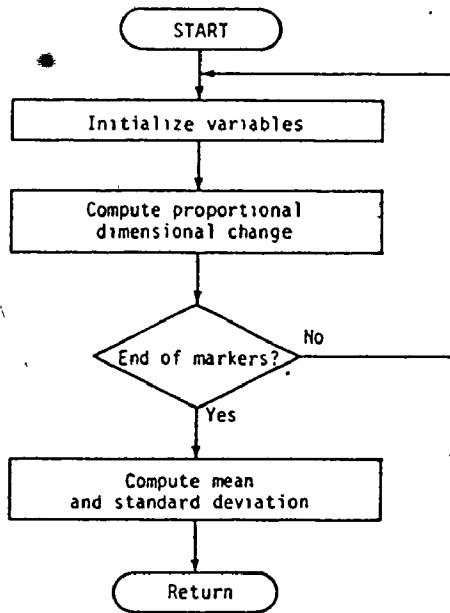 START
Initialize variables
Compute proportional
dimensional change
End of markers?
No
Yes
Compute mean
and standard deviation
Return